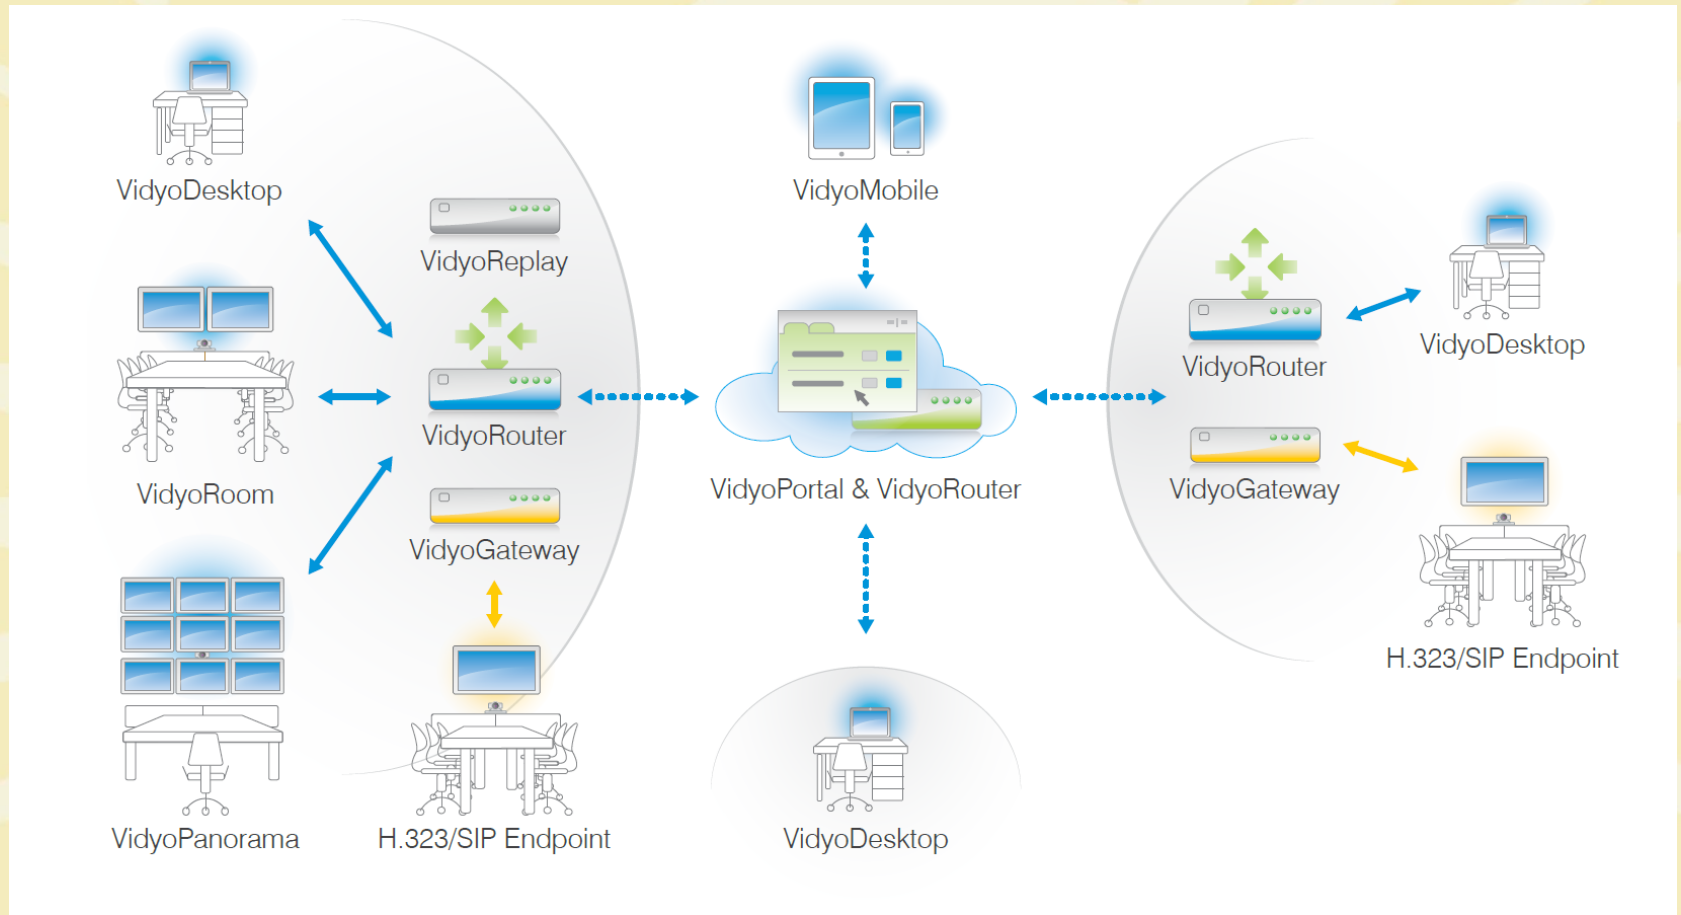 VidyoDesktop
VidyoMobile
VidyoReplay
VidyoRouter
VidyoDesktop
VidyoRouter
VidyoRoom
VidyoPortal & VidyoRouter
VidyoGateway
VidyoGateway
H.323/SIP Endpoint
VidyoPanorama
H.323/SIP Endpoint
VidyoDesktop